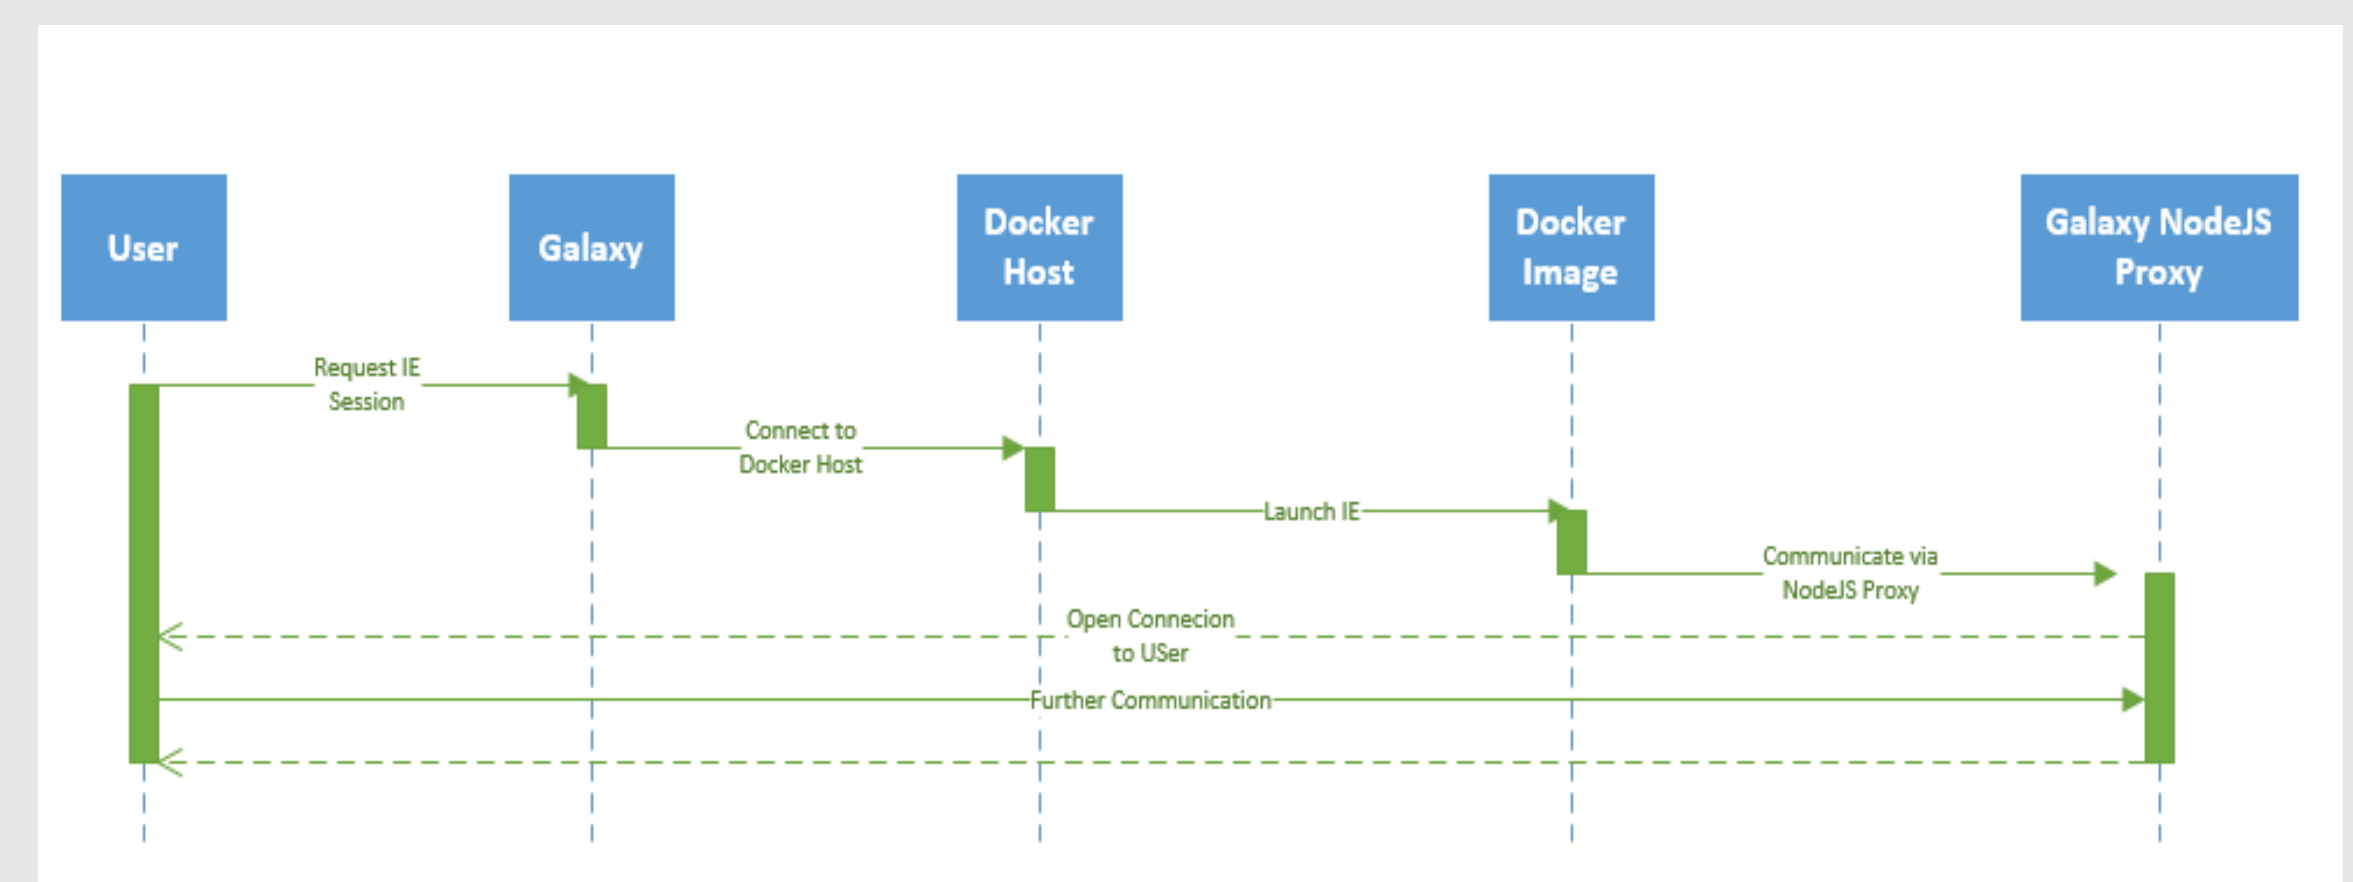 User
Galaxy
Docker
Host
Docker
Image
Galaxy NodeJS
Proxy
Request IE
Session
Connect to
Docker Host
Launch IE
Communicate via
NodeJS Proxy
Open Connecion
to USer
Further Communication